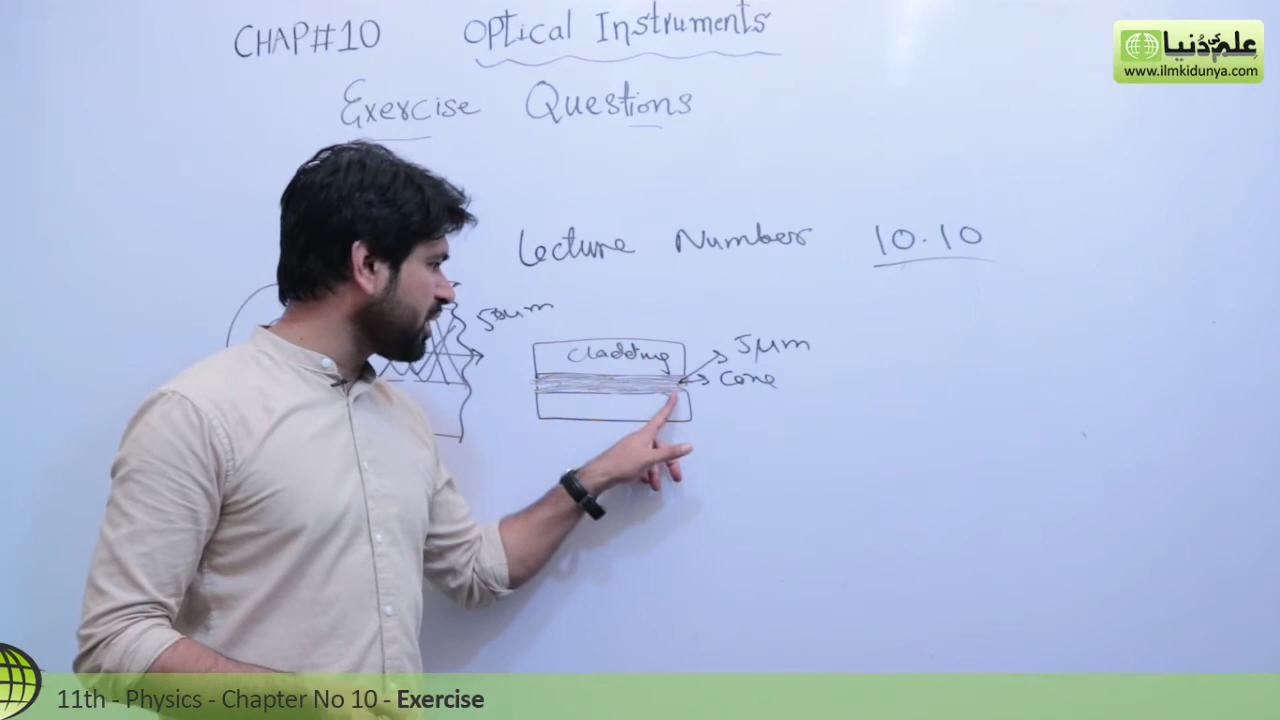 CHAP#10 Optical Instruments
Exercise Questions
علم کی دنیا
www.ilmkidunya.com
Lecture Number 10.10
50μm
Cladding
5μm
Core
11th - Physics - Chapter No 10 - Exercise